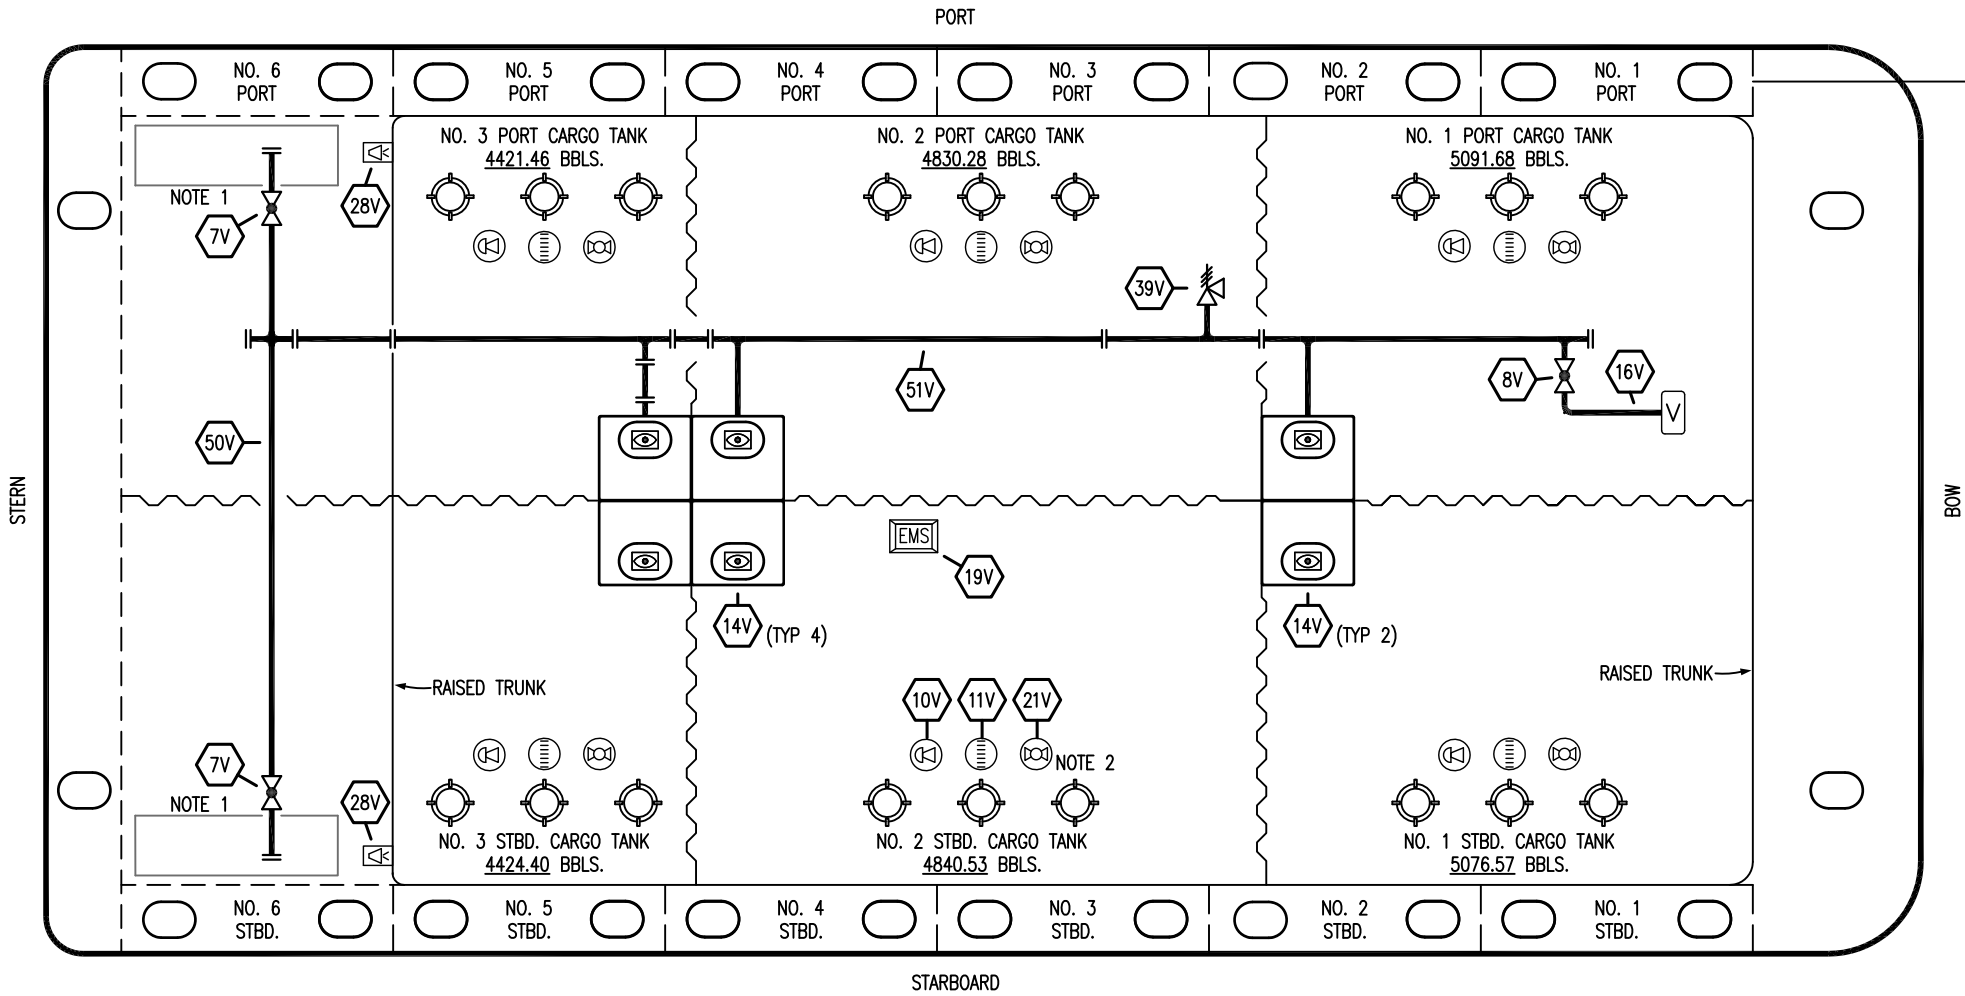 PORT
NO. 6
PORT
NO. 5
PORT
NO. 4
PORT
NO. 3
PORT
NO. 2
PORT
NO. 1
PORT
NO. 3 PORT CARGO TANK
4421.46 BBLS.
NO. 2 PORT CARGO TANK
4830.28 BBLS.
NO. 1 PORT CARGO TANK
5091.68 BBLS.
NOTE 1
7V
28V
39V
51V
8V
16V
V
50V
STERN
BOW
EMS
19V
14V
(TYP 4)
14V
(TYP 2)
RAISED TRUNK
RAISED TRUNK
10V
11V
21V
NOTE 2
7V
28V
NOTE 1
NO. 3 STBD. CARGO TANK
4424.40 BBLS.
NO. 2 STBD. CARGO TANK
4840.53 BBLS.
NO. 1 STBD. CARGO TANK
5076.57 BBLS.
NO. 6
STBD.
NO. 5
STBD.
NO. 4
STBD.
NO. 3
STBD.
NO. 2
STBD.
NO. 1
STBD.
STARBOARD